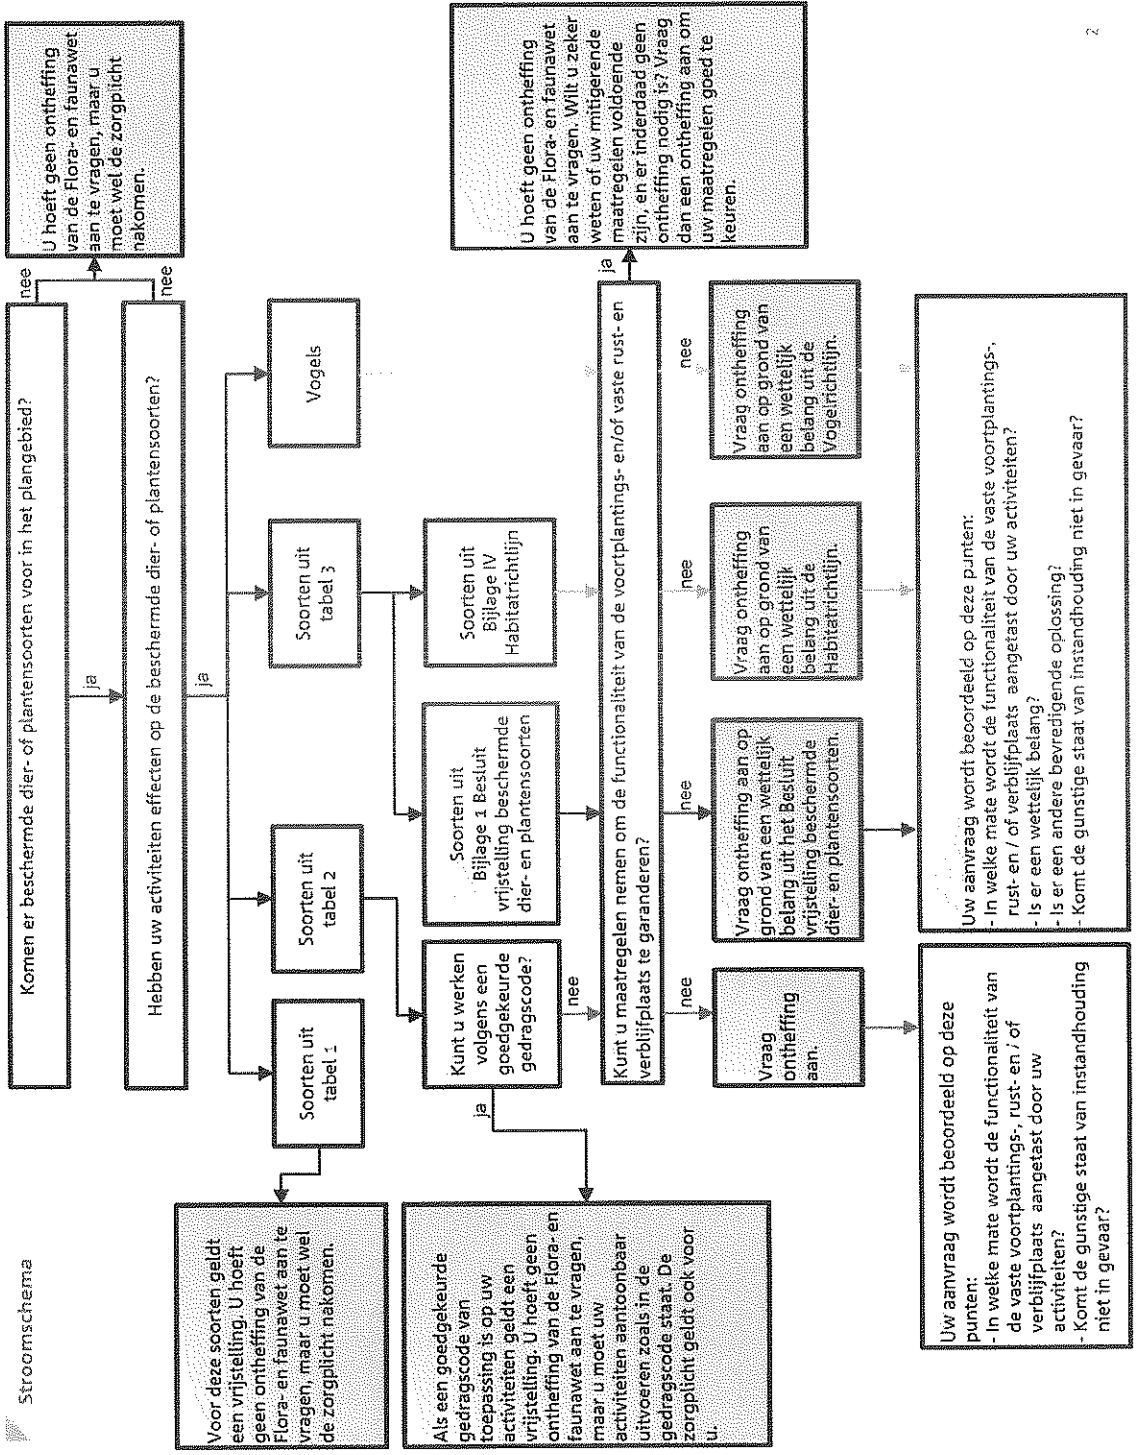 Stroomschema
Komen er beschermde dier- of plantensoorten voor in het plangebied?
nee
ja
U hoeft geen ontheffing
van de Flora- en faunawet
aan te vragen, maar u
moet wel de zorgplicht
nakomen.
Hebben uw activiteiten effecten op de beschermde dier- of plantensoorten?
nee
ja
Voor deze soorten geldt
een vrijstelling. U hoeft
geen ontheffing van de
Flora- en faunawet aan te
vragen, maar u moet wel
de zorgplicht nakomen.
Soorten uit
tabel 1
Soorten uit
tabel 2
Soorten uit
tabel 3
Vogels
Als een goedgekeurde
gedragscode van
toepassing is op uw
activiteiten geldt een
vrijstelling. U hoeft geen
ontheffing van de Flora- en
faunawet aan te vragen,
maar u moet uw
activiteiten aantoonbaar
uitvoeren zoals in de
gedragscode staat. De
zorgplicht geldt ook voor
u.
ja
Kunt u werken
volgens een
goedgekeurde
gedragscode?
nee
Soorten uit
Bijlage 1 Besluit
vrijstelling beschermde
dier- en plantensoorten
Soorten uit
Bijlage IV
Habitatrichtlijn
Kunt u maatregelen nemen om de functionaliteit van de voortplantings- en/of vaste rust- en
verblijfplaats te garanderen?
ja
U hoeft geen ontheffing
van de Flora- en faunawet
aan te vragen. Wilt u zeker
weten of uw mitigerende
maatregelen voldoende
zijn, en er inderdaad geen
ontheffing nodig is? Vraag
dan een ontheffing aan om
uw maatregelen goed te
keuren.
nee
nee
nee
nee
Vraag
ontheffing
aan.
Vraag ontheffing aan op
grond van een wettelijk
belang uit het Besluit
vrijstelling beschermde
dier- en plantensoorten.
Vraag ontheffing
aan op grond van
een wettelijk
belang uit de
Habitatrichtlijn.
Vraag ontheffing
aan op grond van
een wettelijk
belang uit de
Vogelrichtlijn.
Uw aanvraag wordt beoordeeld op deze
punten:
- In welke mate wordt de functionaliteit van
de vaste voortplantings-, rust- en / of
verblijfplaats aangetast door uw
activiteiten?
- Komt de gunstige staat van instandhouding
niet in gevaar?
Uw aanvraag wordt beoordeeld op deze punten:
- In welke mate wordt de functionaliteit van de vaste voortplantings-,
rust- en / of verblijfplaats aangetast door uw activiteiten?
- Is er een wettelijk belang?
- Is er een andere bevredigende oplossing?
- Komt de gunstige staat van instandhouding niet in gevaar?
2